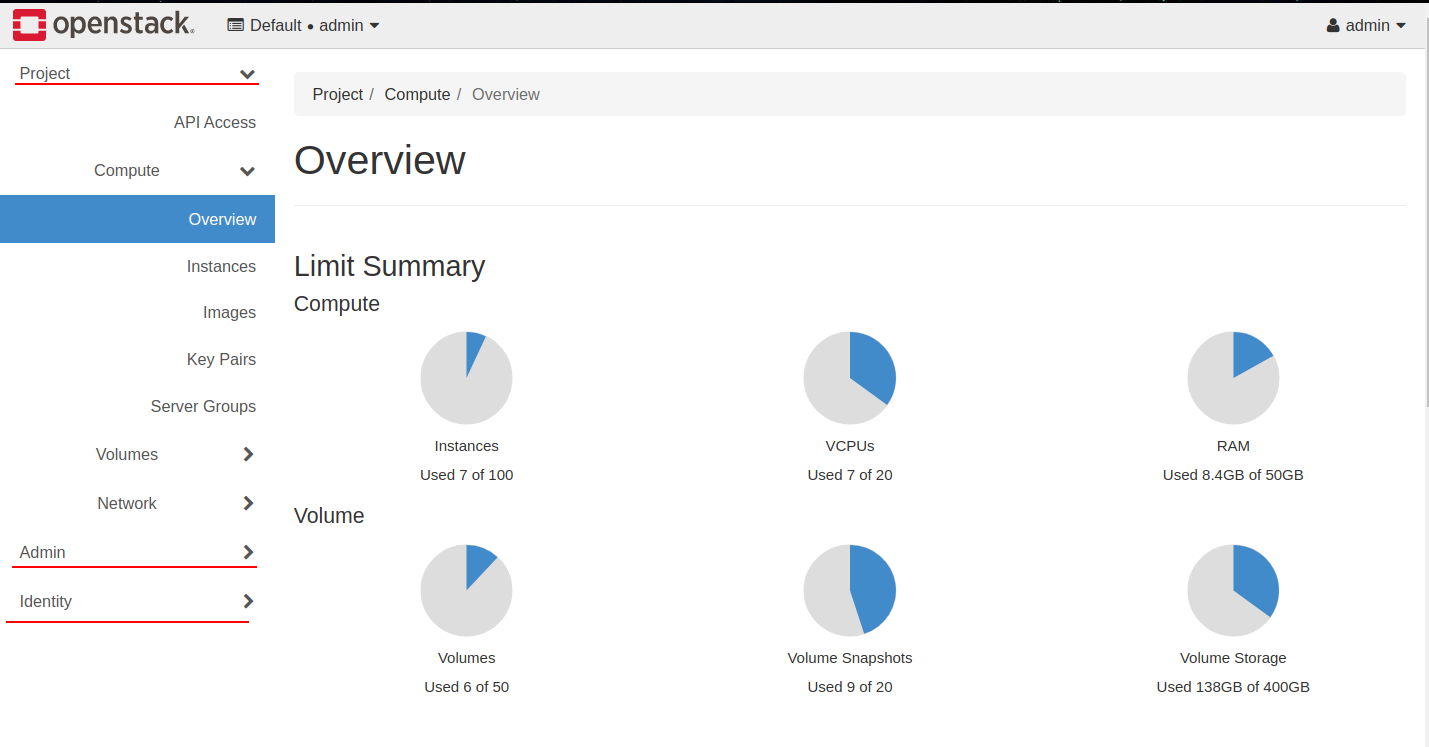 openstack.
Default • admin
admin
Project
API Access
Compute
Overview
Instances
Images
Key Pairs
Server Groups
Volumes
Network
Admin
Identity
Project / Compute / Overview
Overview
Limit Summary
Compute
Instances
Used 7 of 100
VCPUs
Used 7 of 20
RAM
Used 8.4GB of 50GB
Volume
Volumes
Used 6 of 50
Volume Snapshots
Used 9 of 20
Volume Storage
Used 138GB of 400GB